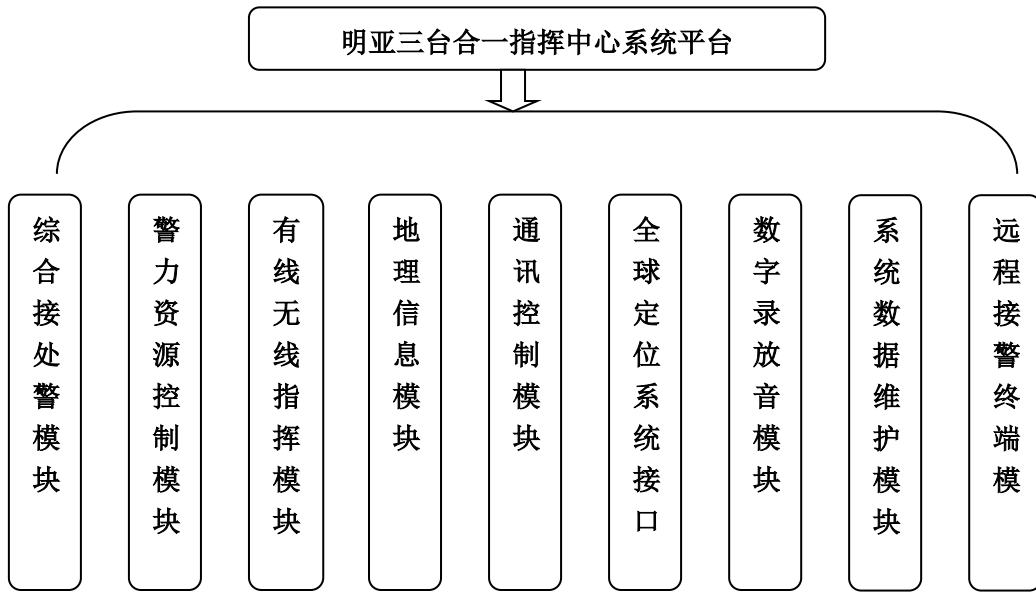 明亚三台合一指挥中心系统平台
综合接处警模块
警力资源控制模块
有线无线指挥模块
地理信息模块
通讯控制模块
全球定位系统接口
数字录放音模块
系统数据维护模块
远程接警终端模